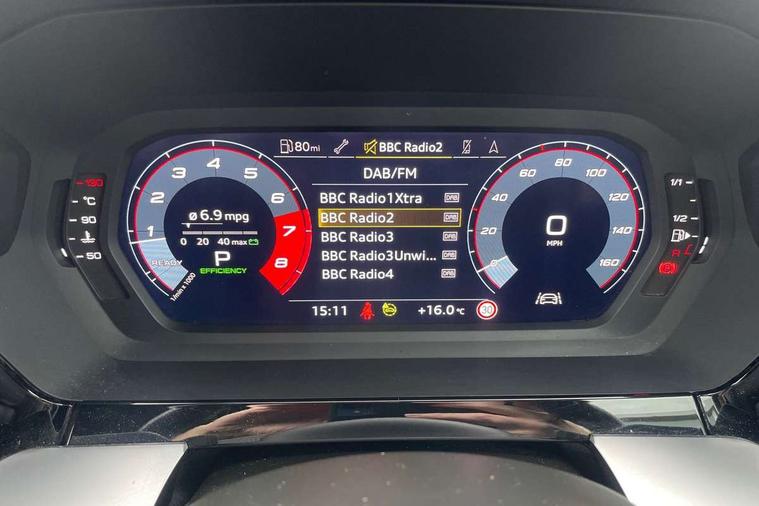 80mi BBC Radio2
DAB/FM
BBC Radio1Xtra DAB
BBC Radio2 DAB
BBC Radio3 DAB
BBC Radio3Unwi... DAB
BBC Radio4 DAB
15:11 +16.0°C 30
130
°C
90
50
1 2 3 4 5 6 7 8
ø 6.9 mpg
0 20 40 max
P
EFFICIENCY
READY
1/min x 1000
0 20 40 60 80 100 120 140 160
0
MPH
1/1
1/2
R